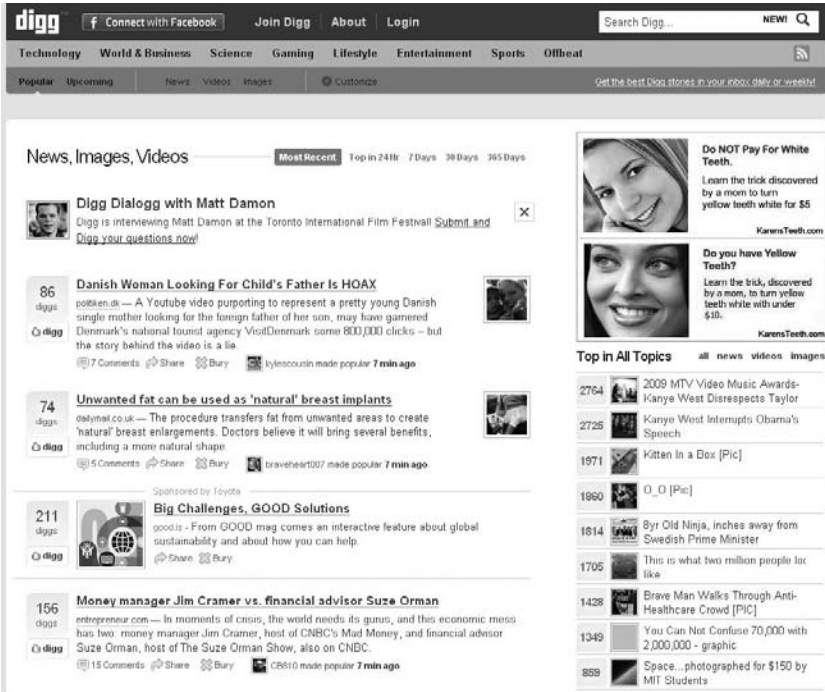 digg
f Connect with Facebook
Join Digg
About
Login
Search Digg...
NEW!
Technology World & Business Science Gaming Lifestyle Entertainment Sports Offbeat
Popular Upcoming News Videos Images Customize
Get the best Digg stories in your inbox daily or weekly!
News, Images, Videos
Most Recent Top in 24Hr 7 Days 30 Days 365 Days
Digg Dialogg with Matt Damon
Digg is interviewing Matt Damon at the Toronto International Film Festival! Submit and
Digg your questions now!
86
diggs
digg
Danish Woman Looking For Child's Father Is HOAX
politiken.dk — A Youtube video purporting to represent a pretty young Danish
single mother looking for the foreign father of her son, may have garnered
Denmark's national tourist agency VisitDenmark some 800,000 clicks – but
the story behind the video is a lie.
7 Comments Share Bury kylescousin made popular 7 min ago
74
diggs
digg
Unwanted fat can be used as 'natural' breast implants
dailymail.co.uk — The procedure transfers fat from unwanted areas to create
'natural' breast enlargements. Doctors believe it will bring several benefits,
including a more natural shape.
5 Comments Share Bury braveheart007 made popular 7 min ago
Sponsored by Toyota
211
diggs
digg
Big Challenges, GOOD Solutions
good.is - From GOOD mag comes an interactive feature about global
sustainability and about how you can help.
Share Bury
156
diggs
digg
Money manager Jim Cramer vs. financial advisor Suze Orman
entrepreneur.com — In moments of crisis, the world needs its gurus, and this economic mess
has two: money manager Jim Cramer, host of CNBC's Mad Money, and financial advisor
Suze Orman, host of The Suze Orman Show, also on CNBC.
15 Comments Share Bury CB810 made popular 7 min ago
Do NOT Pay For White
Teeth.
Learn the trick discovered
by a mom to turn
yellow teeth white for $5
KarensTeeth.com
Do you have Yellow
Teeth?
Learn the trick, discovered
by a mom, to turn yellow
teeth white with under
$10.
KarensTeeth.com
Top in All Topics all news videos images
2764 2009 MTV Video Music Awards-
Kanye West Disrespects Taylor
2725 Kanye West Interrupts Obama's
Speech
1971 Kitten In a Box [Pic]
1860 O_O [Pic]
1814 8yr Old Ninja, inches away from
Swedish Prime Minister
1705 This is what two million people loc
like
1428 Brave Man Walks Through Anti-
Healthcare Crowd [PIC]
1349 You Can Not Confuse 70,000 with
2,000,000 - graphic
859 Space...photographed for $150 by
MIT Students